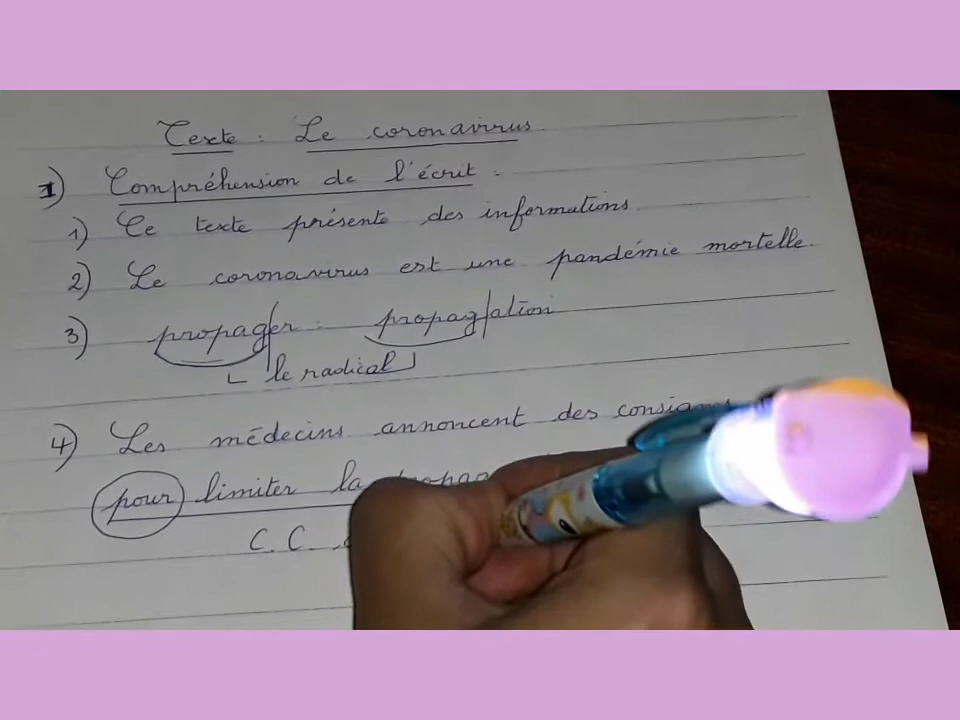 Texte : Le coronavirus
1) Compréhension de l'écrit :
1) Ce texte présente des informations.
2) Le coronavirus est une pandémie mortelle.
3) propager : propagation
le radical
4) Les médecins annoncent des
pour limiter la
C. C.